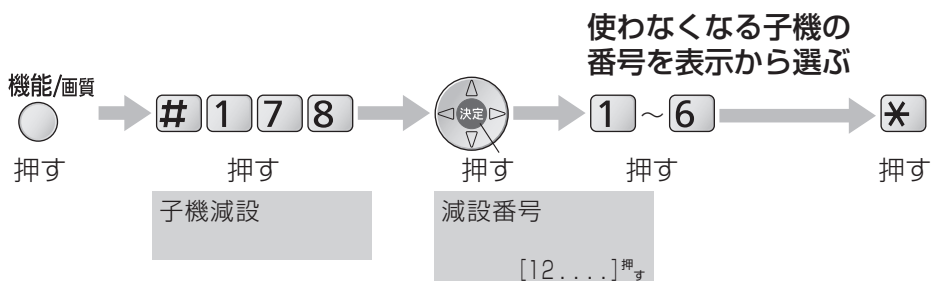 使わなくなる子機の
番号を表示から選ぶ
機能/画質
#178
決定
1～6
*
押す
押す
押す
押す
押す
子機減設
減設番号
[12....]押す